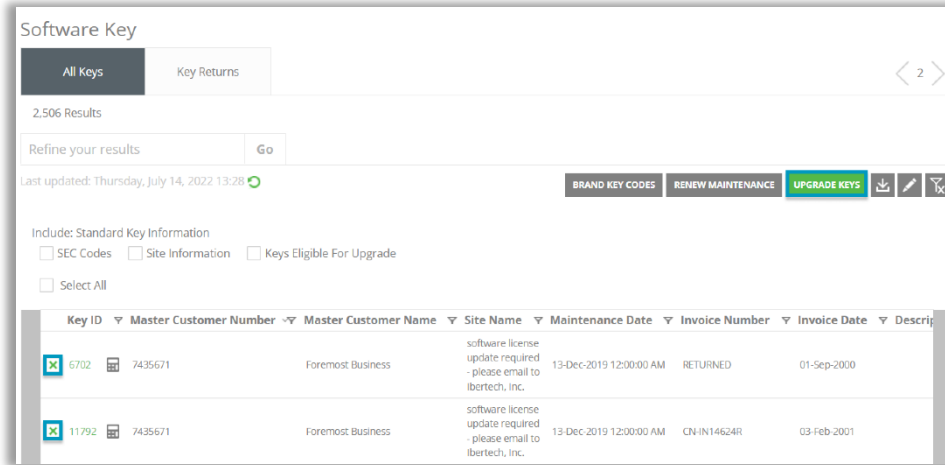 Software Key
All Keys
Key Returns
2
2,506 Results
Refine your results
Go
Last updated: Thursday, July 14, 2022 13:28
BRAND KEY CODES
RENEW MAINTENANCE
UPGRADE KEYS
Include: Standard Key Information
SEC Codes
Site Information
Keys Eligible For Upgrade
Select All
Key ID Master Customer Number Master Customer Name Site Name Maintenance Date Invoice Number Invoice Date Descrip
software license
update required
6702 7435671 Foremost Business - please email to 13-Dec-2019 12:00:00 AM RETURNED 01-Sep-2000
Ibertech, Inc.
software license
update required
11792 7435671 Foremost Business - please email to 13-Dec-2019 12:00:00 AM CN-IN14624R 03-Feb-2001
Ibertech, Inc.